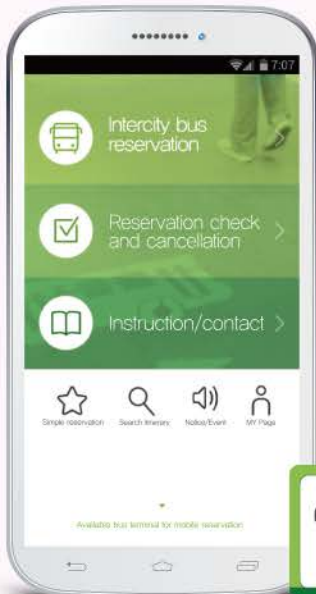 7:07
Intercity bus
reservation
Reservation check
and cancellation
Instruction/contact
Simple reservation
Search Itinerary
Notice/Event
MY Page
Available bus terminal for mobile reservation